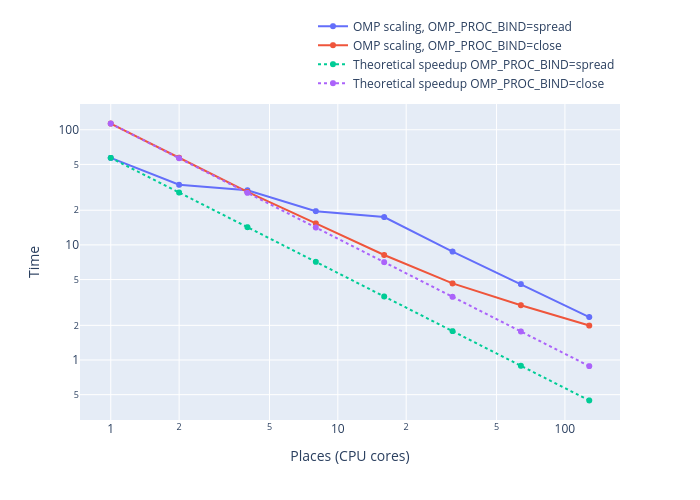 OMP scaling, OMP_PROC_BIND=spread
OMP scaling, OMP_PROC_BIND=close
Theoretical speedup OMP_PROC_BIND=spread
Theoretical speedup OMP_PROC_BIND=close
100
5
2
10
5
2
1
5
Time
1 2 5 10 2 5 100
Places (CPU cores)